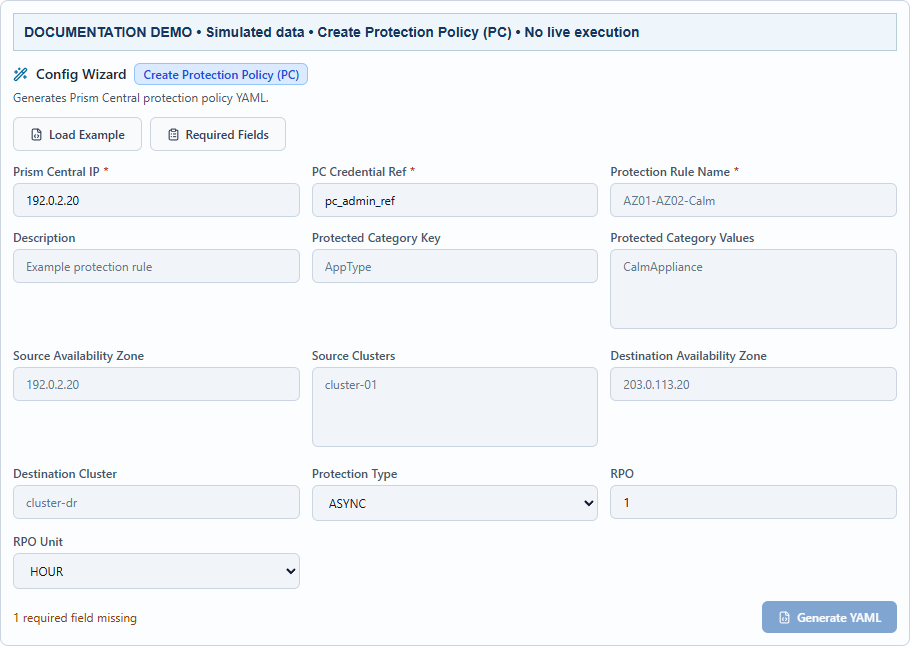 DOCUMENTATION DEMO • Simulated data • Create Protection Policy (PC) • No live execution
Config Wizard Create Protection Policy (PC)
Generates Prism Central protection policy YAML.
Load Example Required Fields
Prism Central IP * PC Credential Ref * Protection Rule Name *
192.0.2.20 pc_admin_ref AZ01-AZ02-Calm
Description Protected Category Key Protected Category Values
Example protection rule AppType CalmAppliance
Source Availability Zone Source Clusters Destination Availability Zone
192.0.2.20 cluster-01 203.0.113.20
Destination Cluster Protection Type RPO
cluster-dr ASYNC 1
RPO Unit
HOUR
1 required field missing Generate YAML